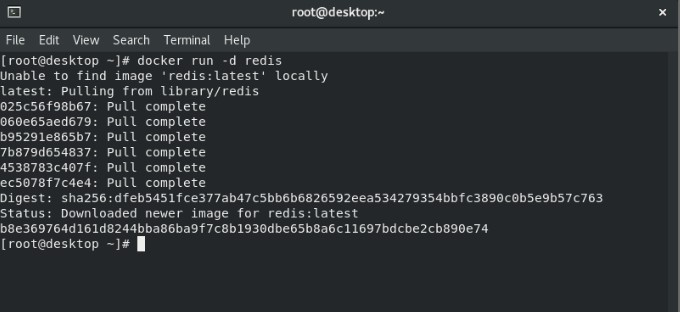 root@desktop:~
File Edit View Search Terminal Help
[root@desktop ~]# docker run -d redis
Unable to find image 'redis:latest' locally
latest: Pulling from library/redis
025c56f98b67: Pull complete
060e65aed679: Pull complete
b95291e865b7: Pull complete
7b879d654837: Pull complete
4538783c407f: Pull complete
ec5078f7c4e4: Pull complete
Digest: sha256:dfeb5451fce377ab47c5bb6b6826592eea534279354bbfc3890c0b5e9b57c763
Status: Downloaded newer image for redis:latest
b8e369764d161d8244bba86ba9f7c8b1930dbe65b8a6c11697bdcbe2cb890e74
[root@desktop ~]#